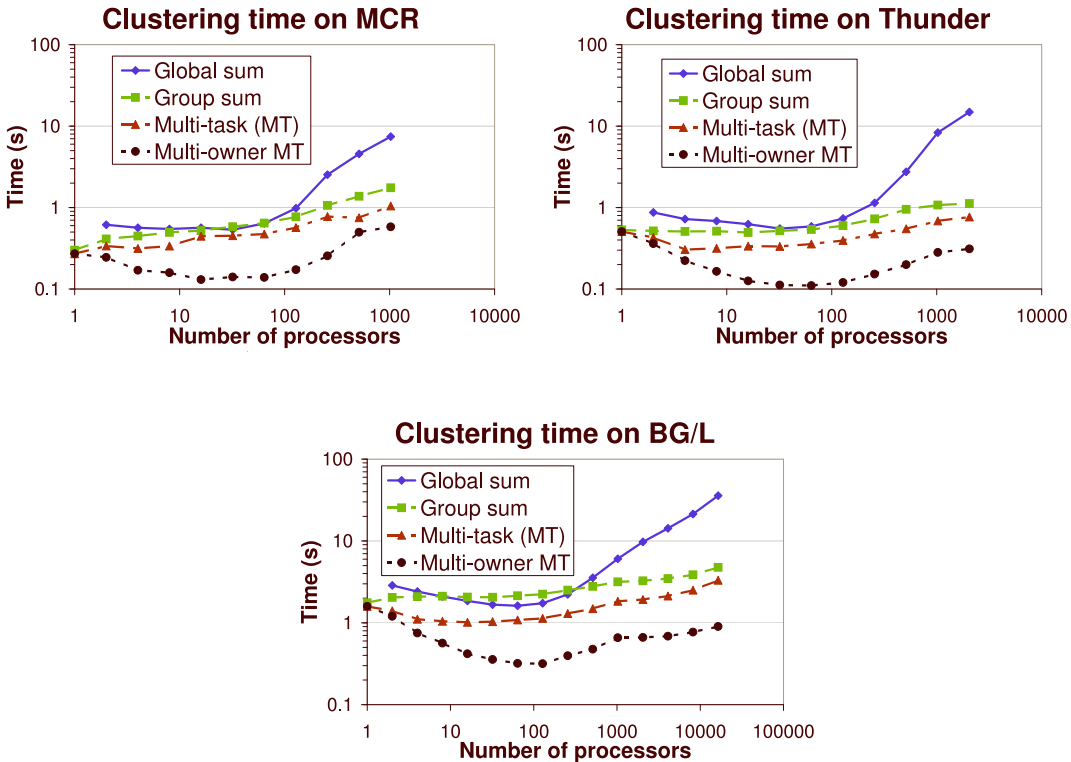 Clustering time on MCR
100
10
1
0.1
Time (s)
Global sum
Group sum
Multi-task (MT)
Multi-owner MT
1
10
100
1000
10000
Number of processors
Clustering time on Thunder
100
10
1
0.1
Time (s)
Global sum
Group sum
Multi-task (MT)
Multi-owner MT
1
10
100
1000
10000
Number of processors
Clustering time on BG/L
100
10
1
0.1
Time (s)
Global sum
Group sum
Multi-task (MT)
Multi-owner MT
1
10
100
1000
10000
100000
Number of processors